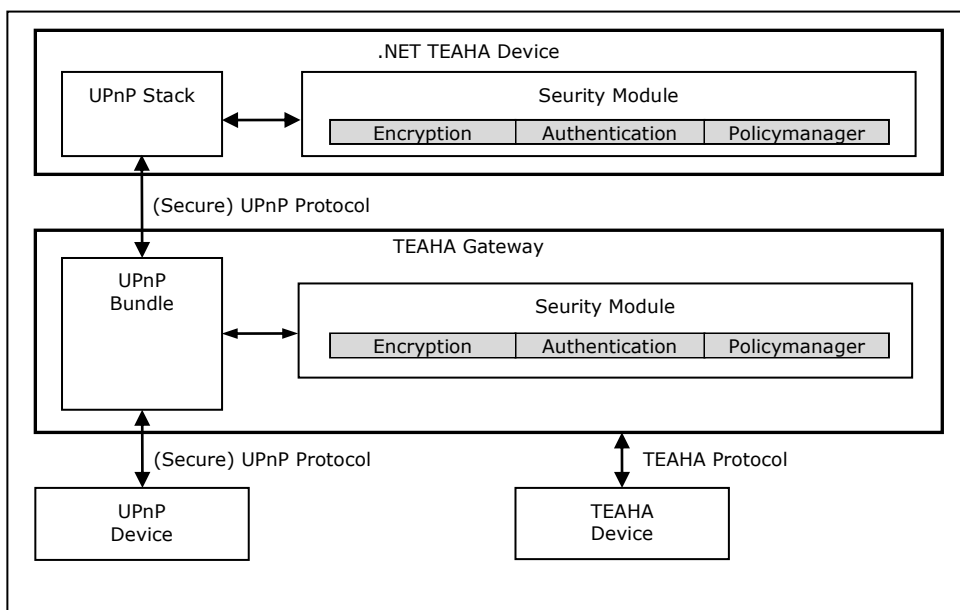 .NET TEAHA Device
UPnP Stack
Seurity Module
Encryption
Authentication
Policymanager
(Secure) UPnP Protocol
TEAHA Gateway
UPnP
Bundle
Seurity Module
Encryption
Authentication
Policymanager
(Secure) UPnP Protocol
TEAHA Protocol
UPnP
Device
TEAHA
Device